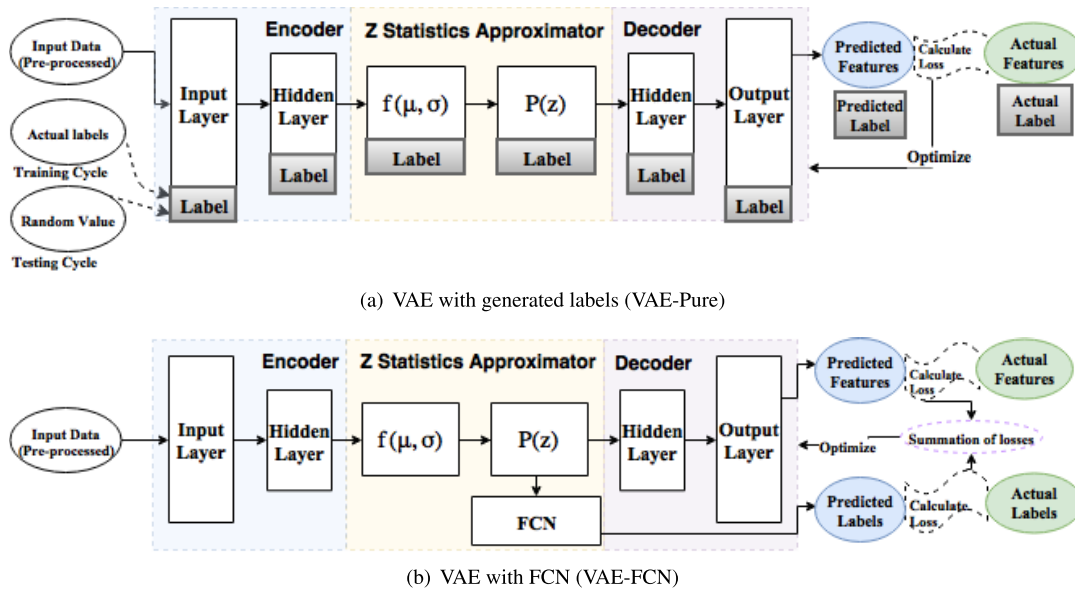 Encoder
Z Statistics Approximator
Decoder
Input Data
(Pre-processed)
Actual labels
Training Cycle
Random Value
Testing Cycle
Input
Layer
Label
Hidden
Layer
Label
f(μ, σ)
Label
P(z)
Label
Hidden
Layer
Label
Output
Layer
Label
Predicted
Features
Calculate
Loss
Actual
Features
Predicted
Label
Actual
Label
Optimize
(a) VAE with generated labels (VAE-Pure)
Encoder
Z Statistics Approximator
Decoder
Input Data
(Pre-processed)
Input
Layer
Hidden
Layer
f(μ, σ)
P(z)
FCN
Hidden
Layer
Output
Layer
Predicted
Features
Calculate
Loss
Actual
Features
Optimize
Summation of losses
Predicted
Labels
Calculate
Loss
Actual
Labels
(b) VAE with FCN (VAE-FCN)